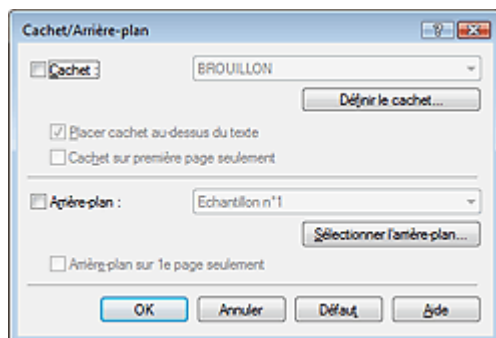 Cachet/Arrière-plan
Cachet :
BROUILLON
Définir le cachet...
Placer cachet au-dessus du texte
Cachet sur première page seulement
Arrière-plan :
Echantillon n°1
Sélectionner l'arrière-plan...
Arrière-plan sur 1e page seulement
OK Annuler Défaut Aide